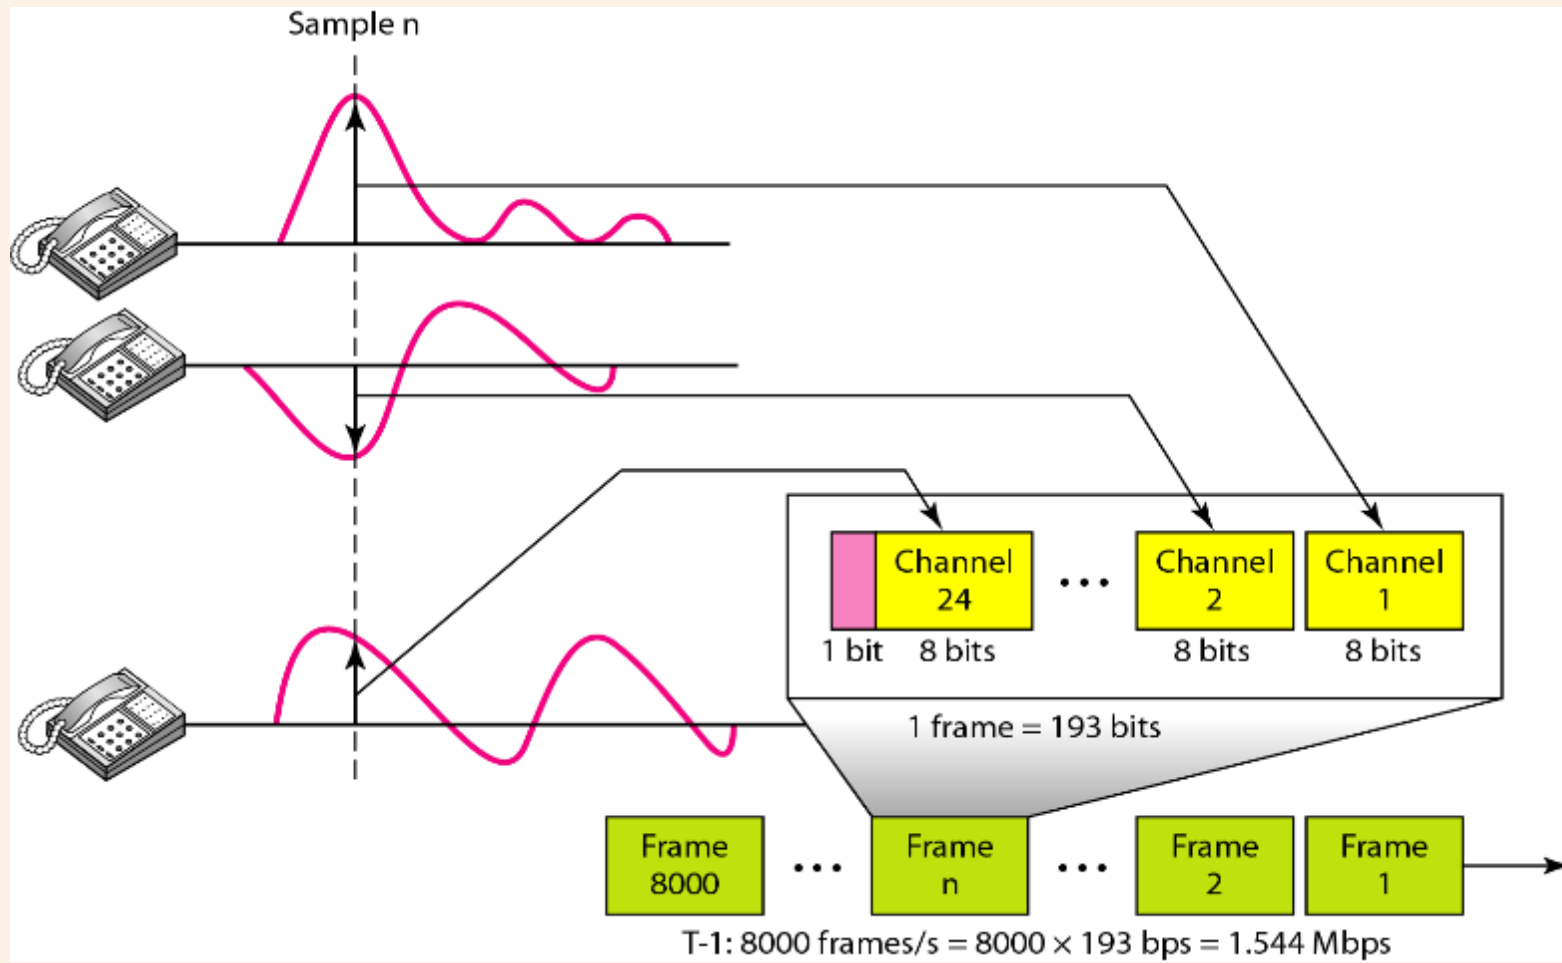 Sample n
Channel
24
...
Channel
2
Channel
1
1 bit
8 bits
8 bits
8 bits
1 frame = 193 bits
Frame
8000
...
Frame
n
...
Frame
2
Frame
1
T-1: 8000 frames/s = 8000 × 193 bps = 1.544 Mbps